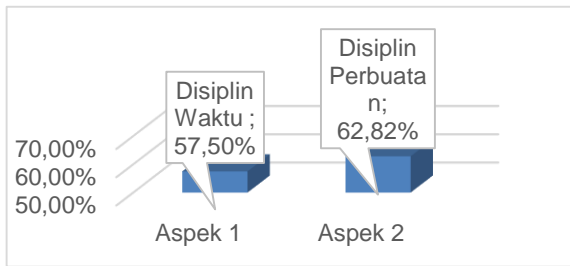 Disiplin
Waktu ;
57,50%
Disiplin
Perbuata
n;
62,82%
70,00%
60,00%
50,00%
Aspek 1
Aspek 2